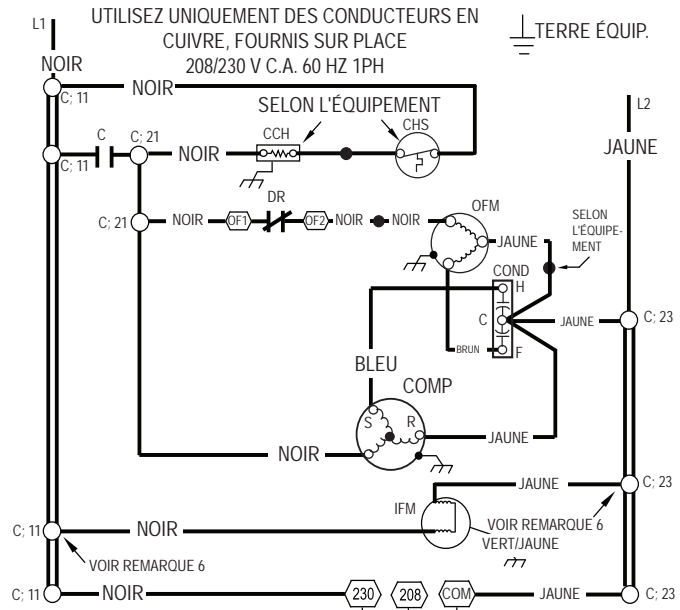 L1
UTILISEZ UNIQUEMENT DES CONDUCTEURS EN
CUIVRE, FOURNIS SUR PLACE
208/230 V C.A. 60 HZ 1PH
TERRE ÉQUIP.
NOIR
C; 11
NOIR
SELON L'ÉQUIPEMENT
L2
JAUNE
C; 11
C
C; 21
NOIR
CCH
CHS
C; 21
NOIR
OF1
DR
OF2
NOIR
NOIR
OFM
JAUNE
SELON
L'ÉQUIPE-
MENT
COND
H
C
F
JAUNE
C; 23
BRUN
BLEU
COMP
S
R
JAUNE
NOIR
JAUNE
C; 23
IFM
VOIR REMARQUE 6
VERT/JAUNE
C; 11
NOIR
VOIR REMARQUE 6
C; 11
NOIR
230
208
COM
JAUNE
C; 23